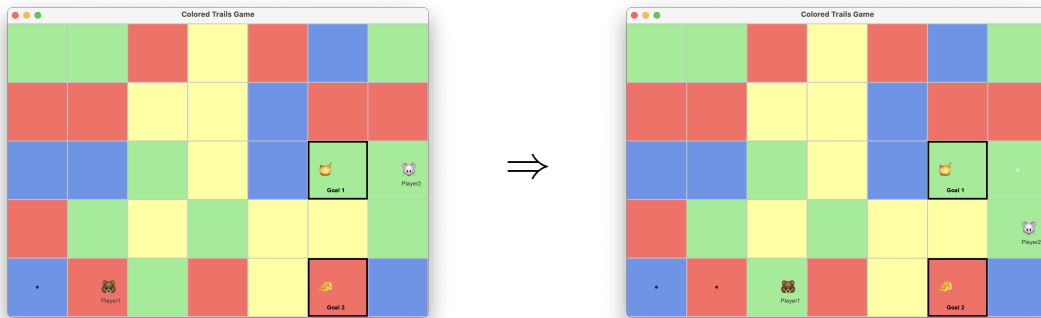 Colored Trails Game
Goal 1
Player2
Player1
Goal 2
⇒
Colored Trails Game
Goal 1
Player2
Player1
Goal 2